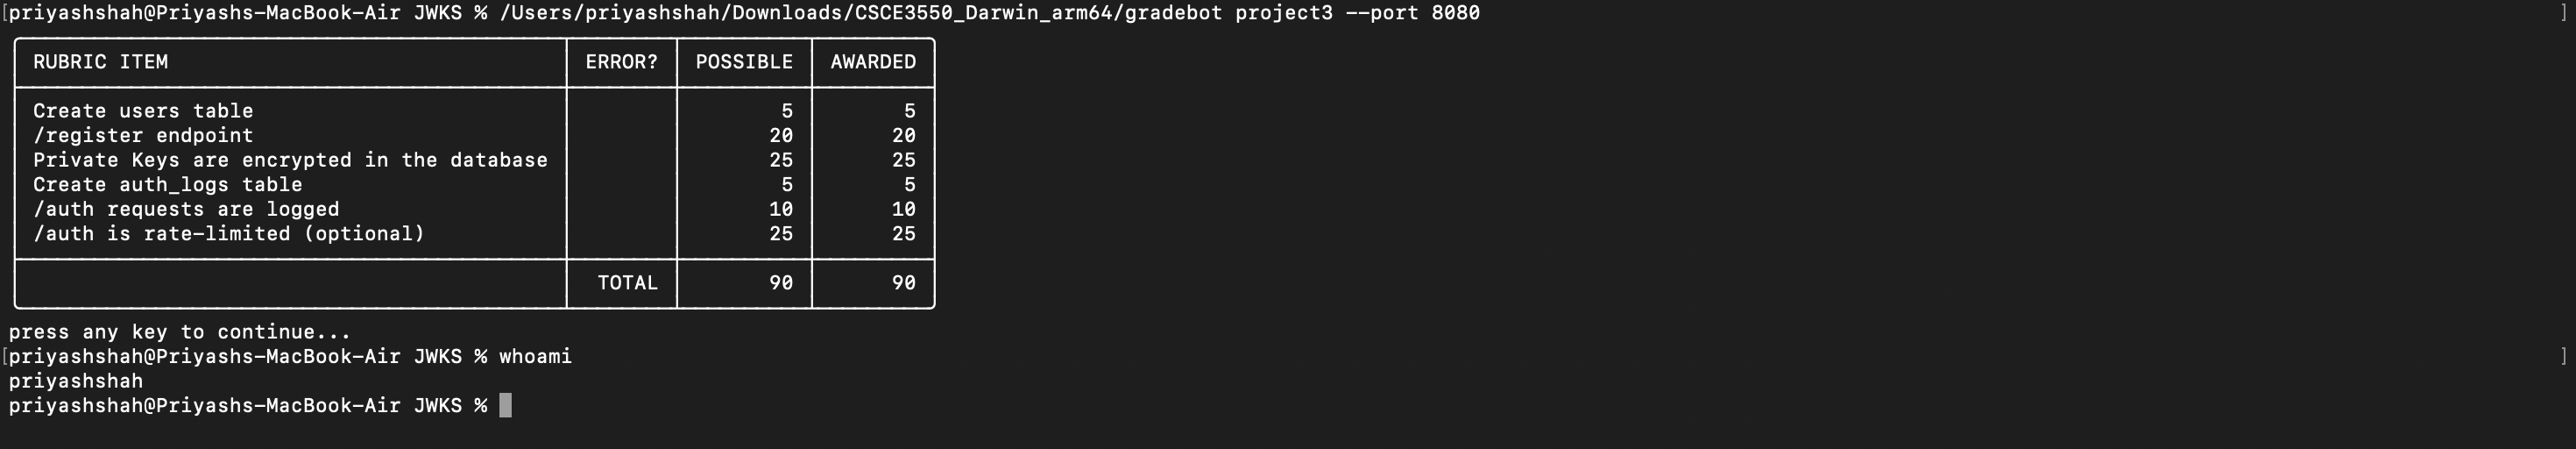 [priyashshah@Priyashs-MacBook-Air JWKS % /Users/priyashshah/Downloads/CSCE3550_Darwin_arm64/gradebot project3 --port 8080 ]
RUBRIC ITEM ERROR? POSSIBLE AWARDED
Create users table 5 5
/register endpoint 20 20
Private Keys are encrypted in the database 25 25
Create auth_logs table 5 5
/auth requests are logged 10 10
/auth is rate-limited (optional) 25 25
TOTAL 90 90
press any key to continue...
[priyashshah@Priyashs-MacBook-Air JWKS % whoami ]
priyashshah
priyashshah@Priyashs-MacBook-Air JWKS %